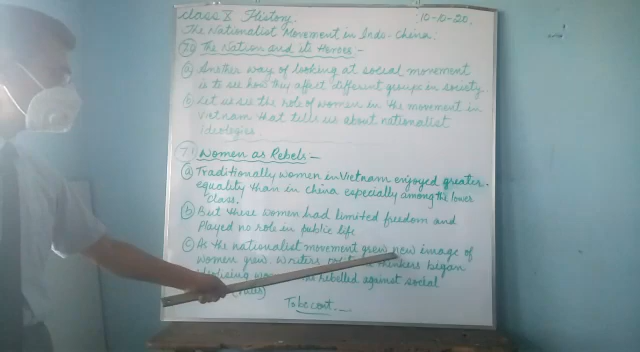 Class X History. 10-10-20.
The Nationalist Movement in Indo-China:
7.0 The Nation and its Heroes -
(a) Another way of looking at social movement
is to see how they affect different groups in society.
(b) Let us see the role of women in the movement in
Vietnam that tells us about nationalist
ideologies.
7.1 Women as Rebels :-
(a) Traditionally women in Vietnam enjoyed greater
equality than in China especially among the lower
class.
(b) But these women had limited freedom and
Played no role in public life
(c) As the nationalist movement grew new image of
women grew. Writers thinkers began
rebelled against social
To be cont. ...